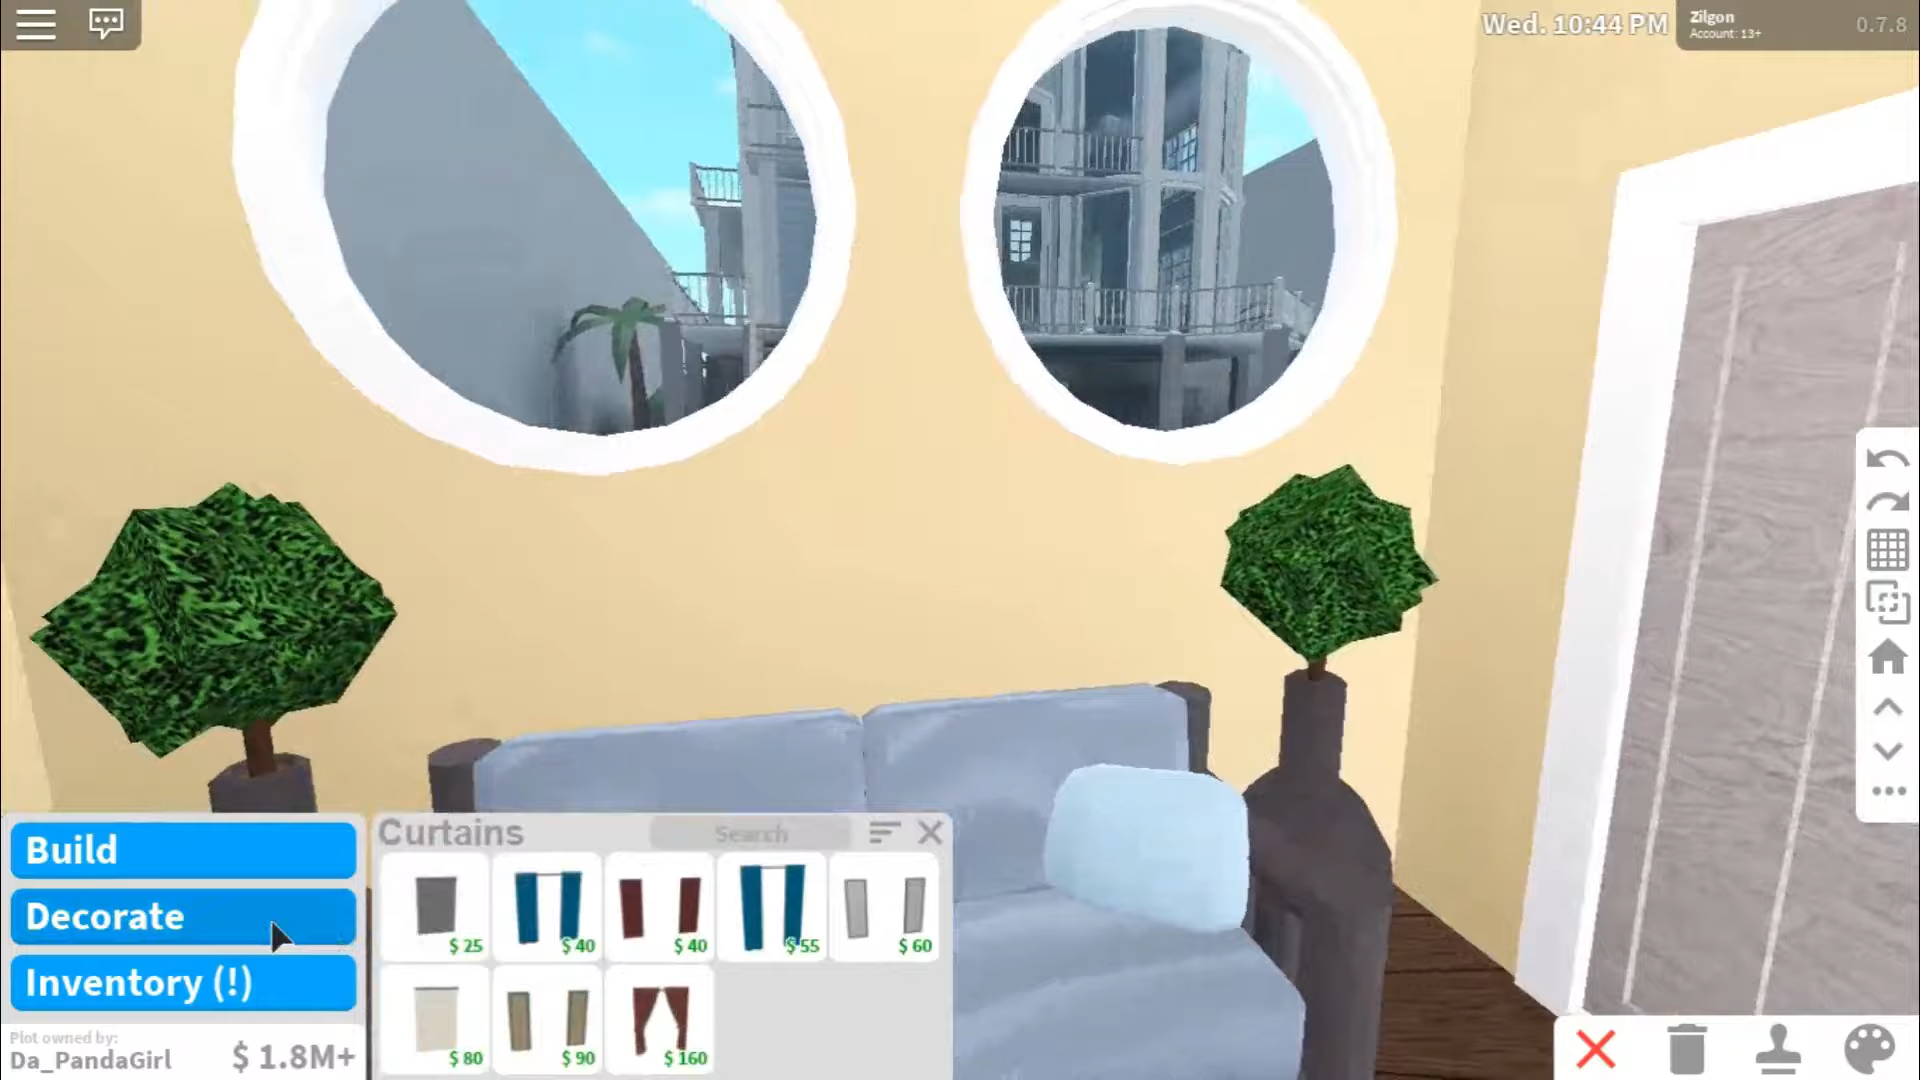 Wed. 10:44 PM
Zilgon
Account: 13+
0.7.8
Build
Decorate
Inventory (!)
Plot owned by:
Da_PandaGirl
$ 1.8M+
Curtains
Search
$ 25
$ 40
$ 40
$ 55
$ 60
$ 80
$ 90
$ 160